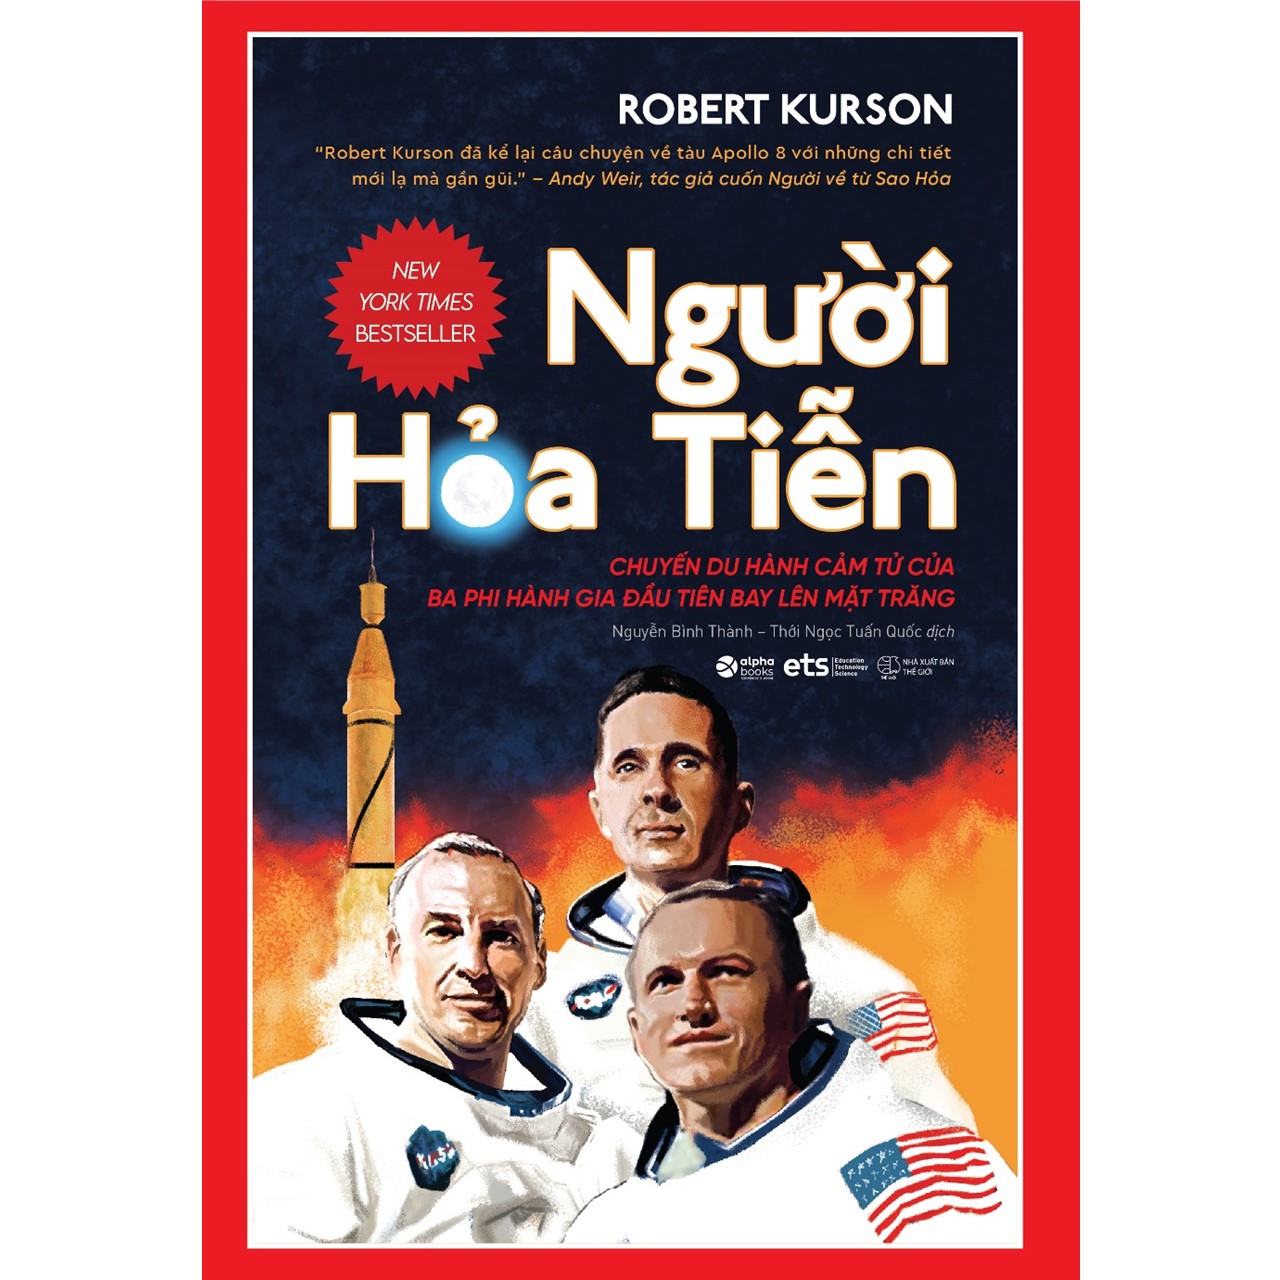 ROBERT KURSON
“Robert Kurson đã kể lại câu chuyện về tàu Apollo 8 với những chi tiết
mới lạ mà gần gũi.” – Andy Weir, tác giả cuốn Người về từ Sao Hỏa
NEW
YORK TIMES
BESTSELLER
Người
Hỏa Tiễn
CHUYẾN DU HÀNH CẢM TỬ CỦA
BA PHI HÀNH GIA ĐẦU TIÊN BAY LÊN MẶT TRĂNG
Nguyễn Bình Thành – Thới Ngọc Tuấn Quốc dịch
alpha
books
ets
Education
Technology
Science
NHÀ XUẤT BẢN
THẾ GIỚI